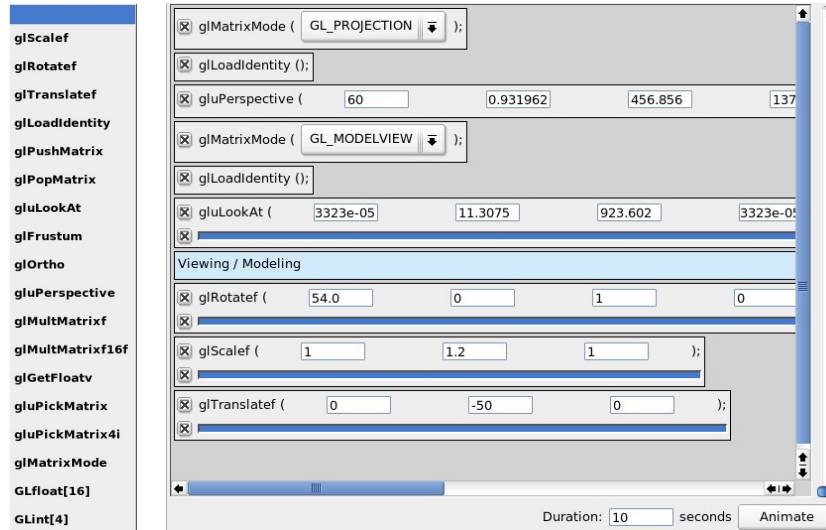 glScalef
glRotatef
glTranslatef
glLoadIdentity
glPushMatrix
glPopMatrix
gluLookAt
glFrustum
glOrtho
gluPerspective
glMultMatrixf
glMultMatrixf16f
glGetFloatv
gluPickMatrix
gluPickMatrix4i
glMatrixMode
GLfloat[16]
GLint[4]
glMatrixMode ( GL_PROJECTION );
glLoadIdentity ();
gluPerspective ( 60 0.931962 456.856 137
glMatrixMode ( GL_MODELVIEW );
glLoadIdentity ();
gluLookAt ( 3323e-05 11.3075 923.602 3323e-05
Viewing / Modeling
glRotatef ( 54.0 0 1 0
glScalef ( 1 1.2 1 );
glTranslatef ( 0 -50 0 );
Duration: 10 seconds Animate